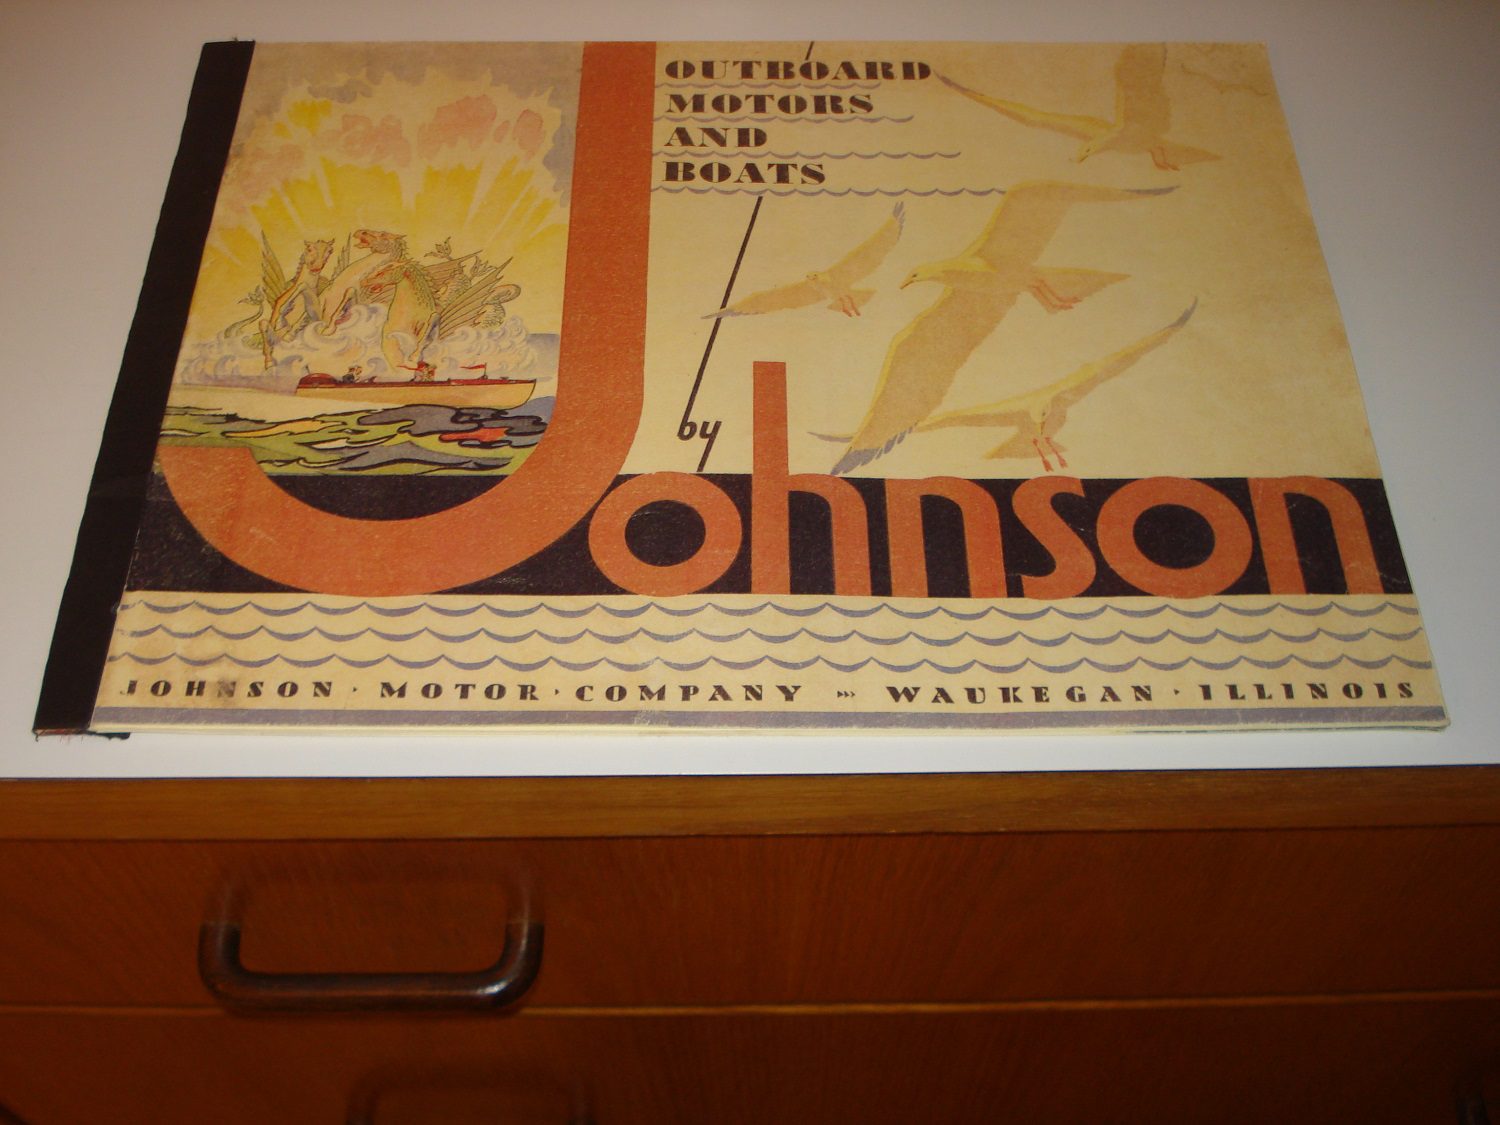 OUTBOARD
MOTORS
AND
BOATS
by
Johnson
JOHNSON · MOTOR · COMPANY »» WAUKEGAN · ILLINOIS